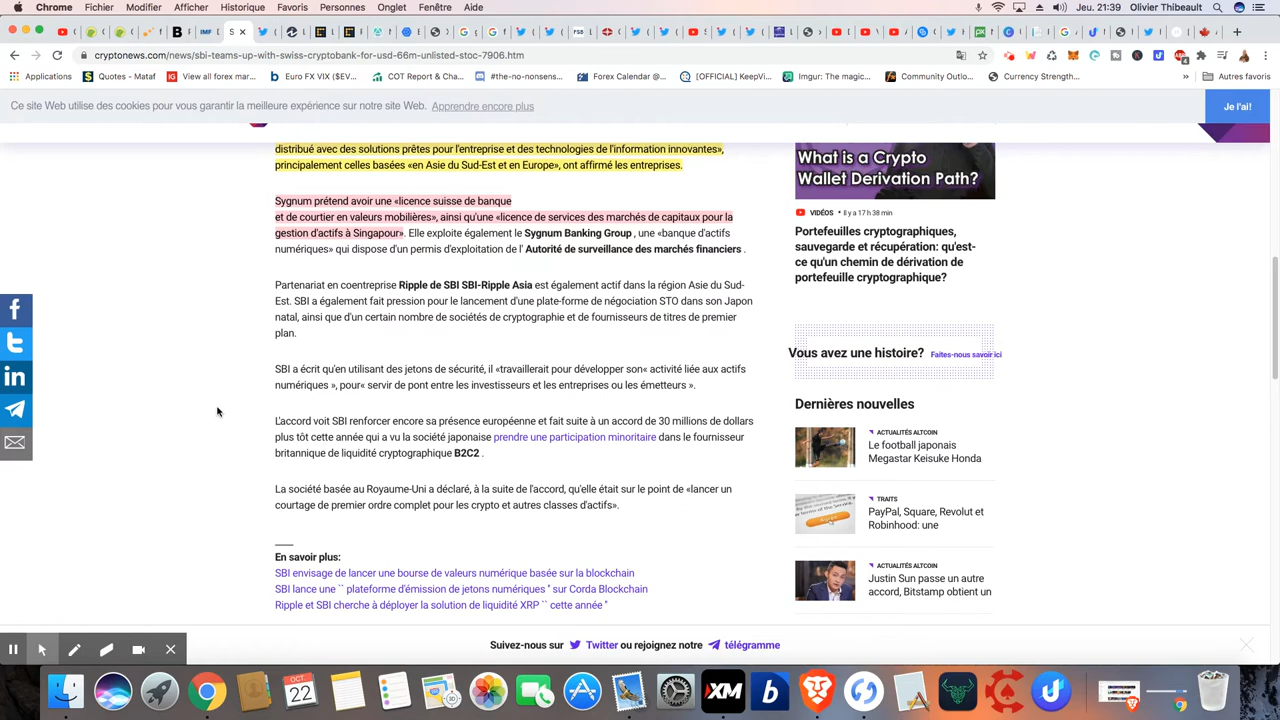 Chrome Fichier Modifier Afficher Historique Favoris Personnes Onglet Fenêtre Aide
Jeu. 21:39 Olivier Thibeault
cryptonews.com/news/sbi-teams-up-with-swiss-cryptobank-for-usd-66m-unlisted-stoc-7906.htm
Applications
Quotes - Mataf
View all forex mar...
Euro FX VIX ($EV...
COT Report & Cha...
#the-no-nonsens...
Forex Calendar @...
[OFFICIAL] KeepVi...
Imgur: The magic...
Community Outlo...
Currency Strength...
»
Autres favoris
Ce site Web utilise des cookies pour vous garantir la meilleure expérience sur notre site Web. Apprendre encore plus
Je l'ai!
distribué avec des solutions prêtes pour l'entreprise et des technologies de l'information innovantes»,
principalement celles basées «en Asie du Sud-Est et en Europe», ont affirmé les entreprises.
Sygnum prétend avoir une «licence suisse de banque
et de courtier en valeurs mobilières», ainsi qu'une «licence de services des marchés de capitaux pour la
gestion d'actifs à Singapour». Elle exploite également le Sygnum Banking Group , une «banque d'actifs
numériques» qui dispose d'un permis d'exploitation de l' Autorité de surveillance des marchés financiers .
Partenariat en coentreprise Ripple de SBI SBI-Ripple Asia est également actif dans la région Asie du Sud-
Est. SBI a également fait pression pour le lancement d'une plate-forme de négociation STO dans son Japon
natal, ainsi que d'un certain nombre de sociétés de cryptographie et de fournisseurs de titres de premier
plan.
SBI a écrit qu'en utilisant des jetons de sécurité, il «travaillerait pour développer son« activité liée aux actifs
numériques », pour« servir de pont entre les investisseurs et les entreprises ou les émetteurs ».
L'accord voit SBI renforcer encore sa présence européenne et fait suite à un accord de 30 millions de dollars
plus tôt cette année qui a vu la société japonaise prendre une participation minoritaire dans le fournisseur
britannique de liquidité cryptographique B2C2 .
La société basée au Royaume-Uni a déclaré, à la suite de l'accord, qu'elle était sur le point de «lancer un
courtage de premier ordre complet pour les crypto et autres classes d'actifs».
En savoir plus:
SBI envisage de lancer une bourse de valeurs numérique basée sur la blockchain
SBI lance une `` plateforme d'émission de jetons numériques '' sur Corda Blockchain
Ripple et SBI cherche à déployer la solution de liquidité XRP `` cette année ''
What is a Crypto
Wallet Derivation Path?
VIDÉOS • Il y a 17 h 38 min
Portefeuilles cryptographiques,
sauvegarde et récupération: qu'est-
ce qu'un chemin de dérivation de
portefeuille cryptographique?
Vous avez une histoire? Faites-nous savoir ici
Dernières nouvelles
ACTUALITÉS ALTCOIN
Le football japonais
Megastar Keisuke Honda
TRAITS
PayPal, Square, Revolut et
Robinhood: une
ACTUALITÉS ALTCOIN
Justin Sun passe un autre
accord, Bitstamp obtient un
Suivez-nous sur Twitter ou rejoignez notre télégramme
OCT.
22
XM
b